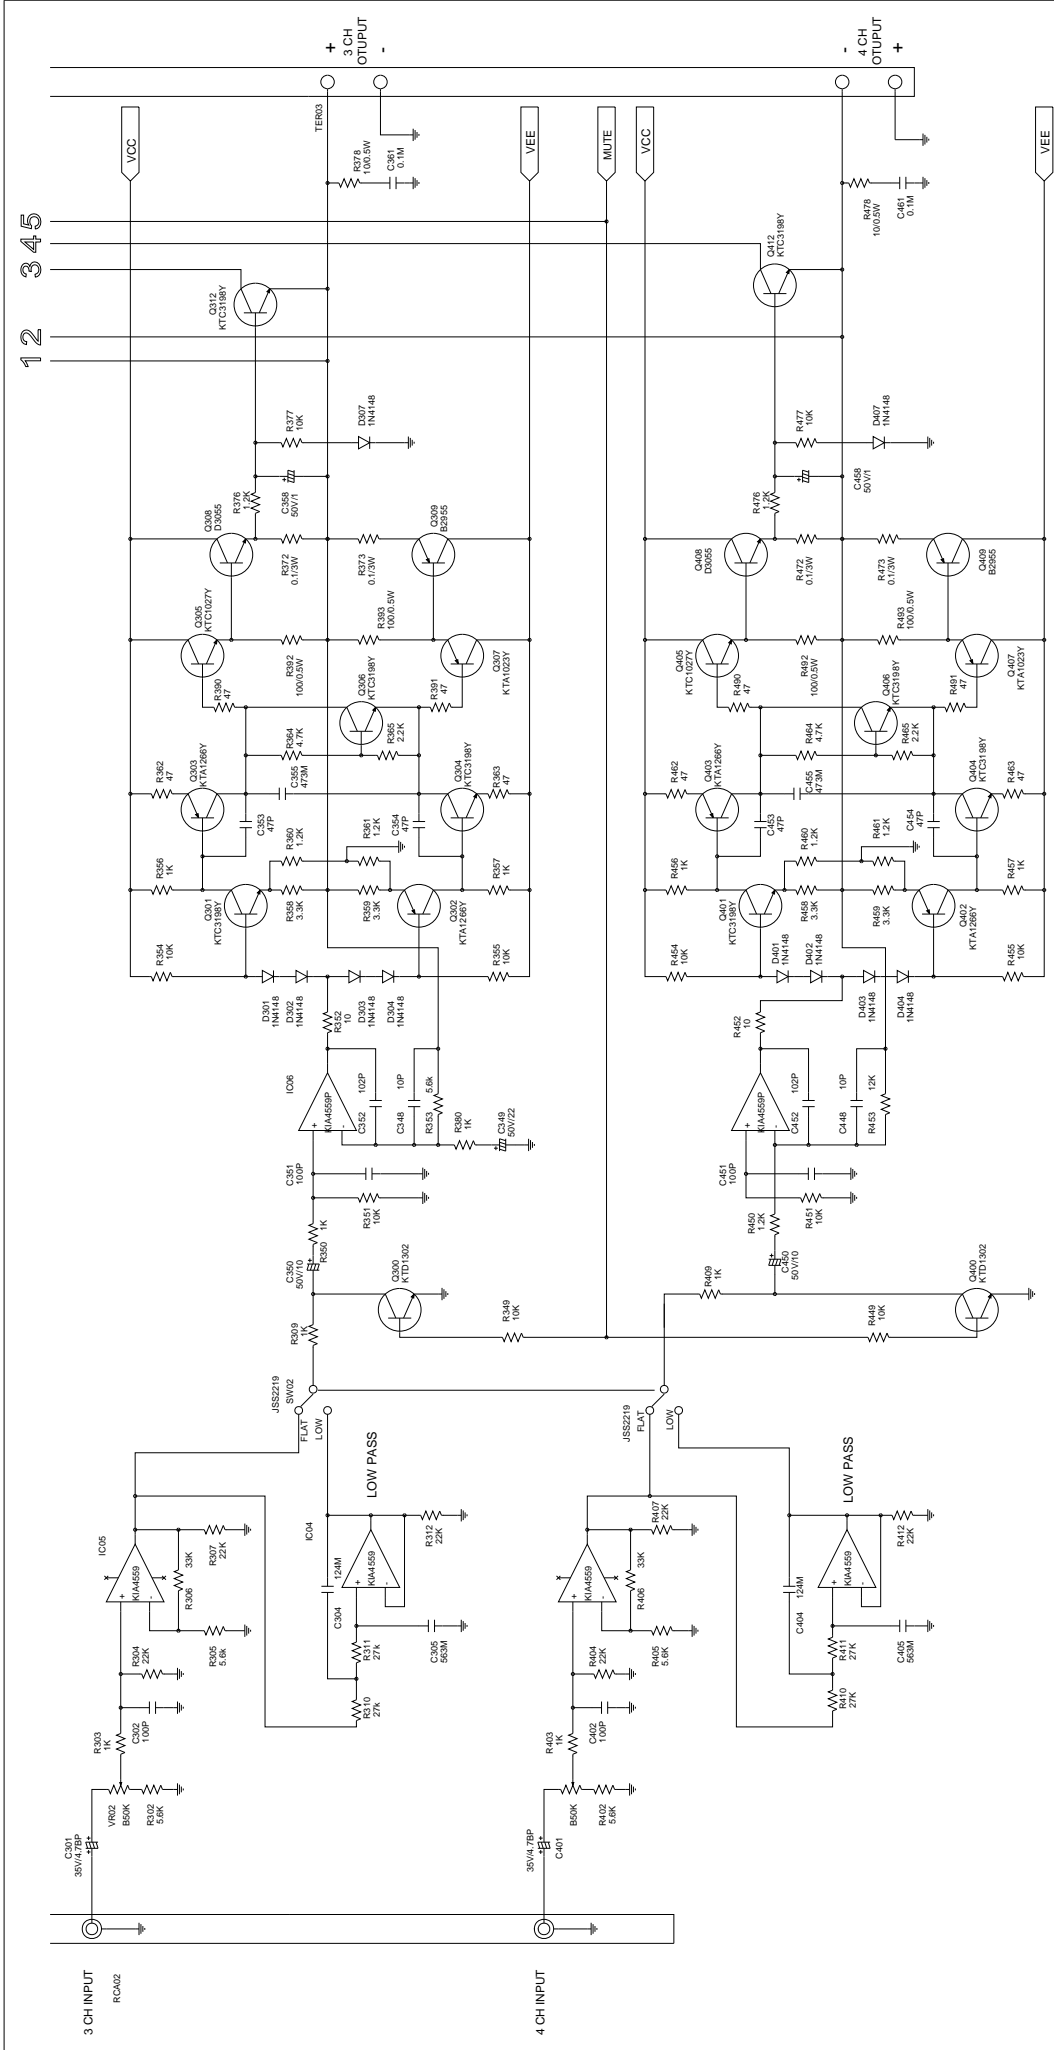 3 CH INPUT
RCA02
C301
35V/4.7BP
VR02
B50K
R302
5.6K
R303
1K
C302
100P
R304
22K
R305
5.6k
IC05
KIA4559
+
-
R306
33K
R307
22K
R310
27k
R311
27k
C304
124M
C305
563M
IC04
KIA4559
+
-
R312
22K
LOW PASS
JSS2219
SW02
FLAT
LOW
R309
1K
Q300
KTD1302
R349
10K
C350
50V/10
R350
1K
R351
10K
C351
100P
IC06
KIA4559P
+
-
C352
102P
C348
10P
R353
5.6k
R380
1K
C349
50V/22
R352
10
D301
1N4148
D302
1N4148
D303
1N4148
D304
1N4148
R354
10K
R355
10K
Q301
KTC3198Y
Q302
KTA1266Y
R356
1K
R357
1K
R358
3.3K
R359
3.3K
R360
1.2K
R361
1.2K
C353
47P
C354
47P
C355
473M
R362
47
R363
47
Q303
KTA1266Y
Q304
KTC3198Y
R364
4.7K
R365
2.2K
Q306
KTC3198Y
R390
47
R391
47
Q305
KTC1027Y
Q307
KTA1023Y
R392
100/0.5W
R393
100/0.5W
Q308
D3055
Q309
B2955
R372
0.1/3W
R373
0.1/3W
R376
1.2K
C358
50V/1
R377
10K
D307
1N4148
Q312
KTC3198Y
1 2 3 4 5
R378
10/0.5W
C361
0.1M
VCC
VEE
MUTE
TER03
+
3 CH
OTUPUT
-
4 CH INPUT
35V/4.7BP
C401
B50K
R402
5.6K
R403
1K
C402
100P
R404
22K
R405
5.6K
KIA4559
+
-
R406
33K
R407
22K
R410
27K
R411
27K
C404
124M
C405
563M
KIA4559
+
-
R412
22K
LOW PASS
JSS2219
FLAT
LOW
R409
1K
Q400
KTD1302
R449
10K
C450
50V/10
R450
1.2K
R451
10K
C451
100P
KIA4559P
+
-
C452
102P
C448
10P
R453
12K
R452
10
D401
1N4148
D402
1N4148
D403
1N4148
D404
1N4148
R454
10K
R455
10K
Q401
KTC3198Y
Q402
KTA1266Y
R456
1K
R457
1K
R458
3.3K
R459
3.3K
R460
1.2K
R461
1.2K
C453
47P
C454
47P
C455
473M
R462
47
R463
47
Q403
KTA1266Y
Q404
KTC3198Y
R464
4.7K
R465
2.2K
Q406
KTC3198Y
R490
47
R491
47
Q405
KTC1027Y
Q407
KTA1023Y
R492
100/0.5W
R493
100/0.5W
Q408
D3055
Q409
B2955
R472
0.1/3W
R473
0.1/3W
R476
1.2K
C458
50V/1
R477
10K
D407
1N4148
Q412
KTC3198Y
R478
10/0.5W
C461
0.1M
VCC
VEE
-
4 CH
OTUPUT
+